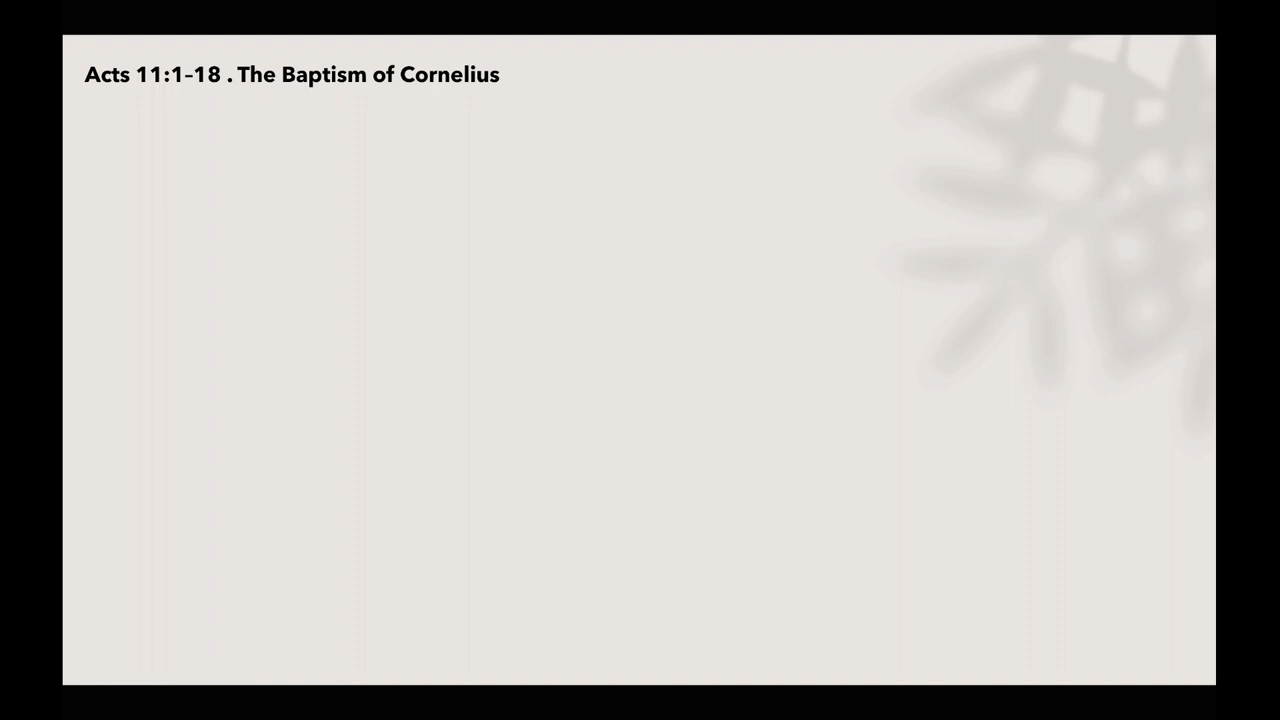 Acts 11:1–18 . The Baptism of Cornelius